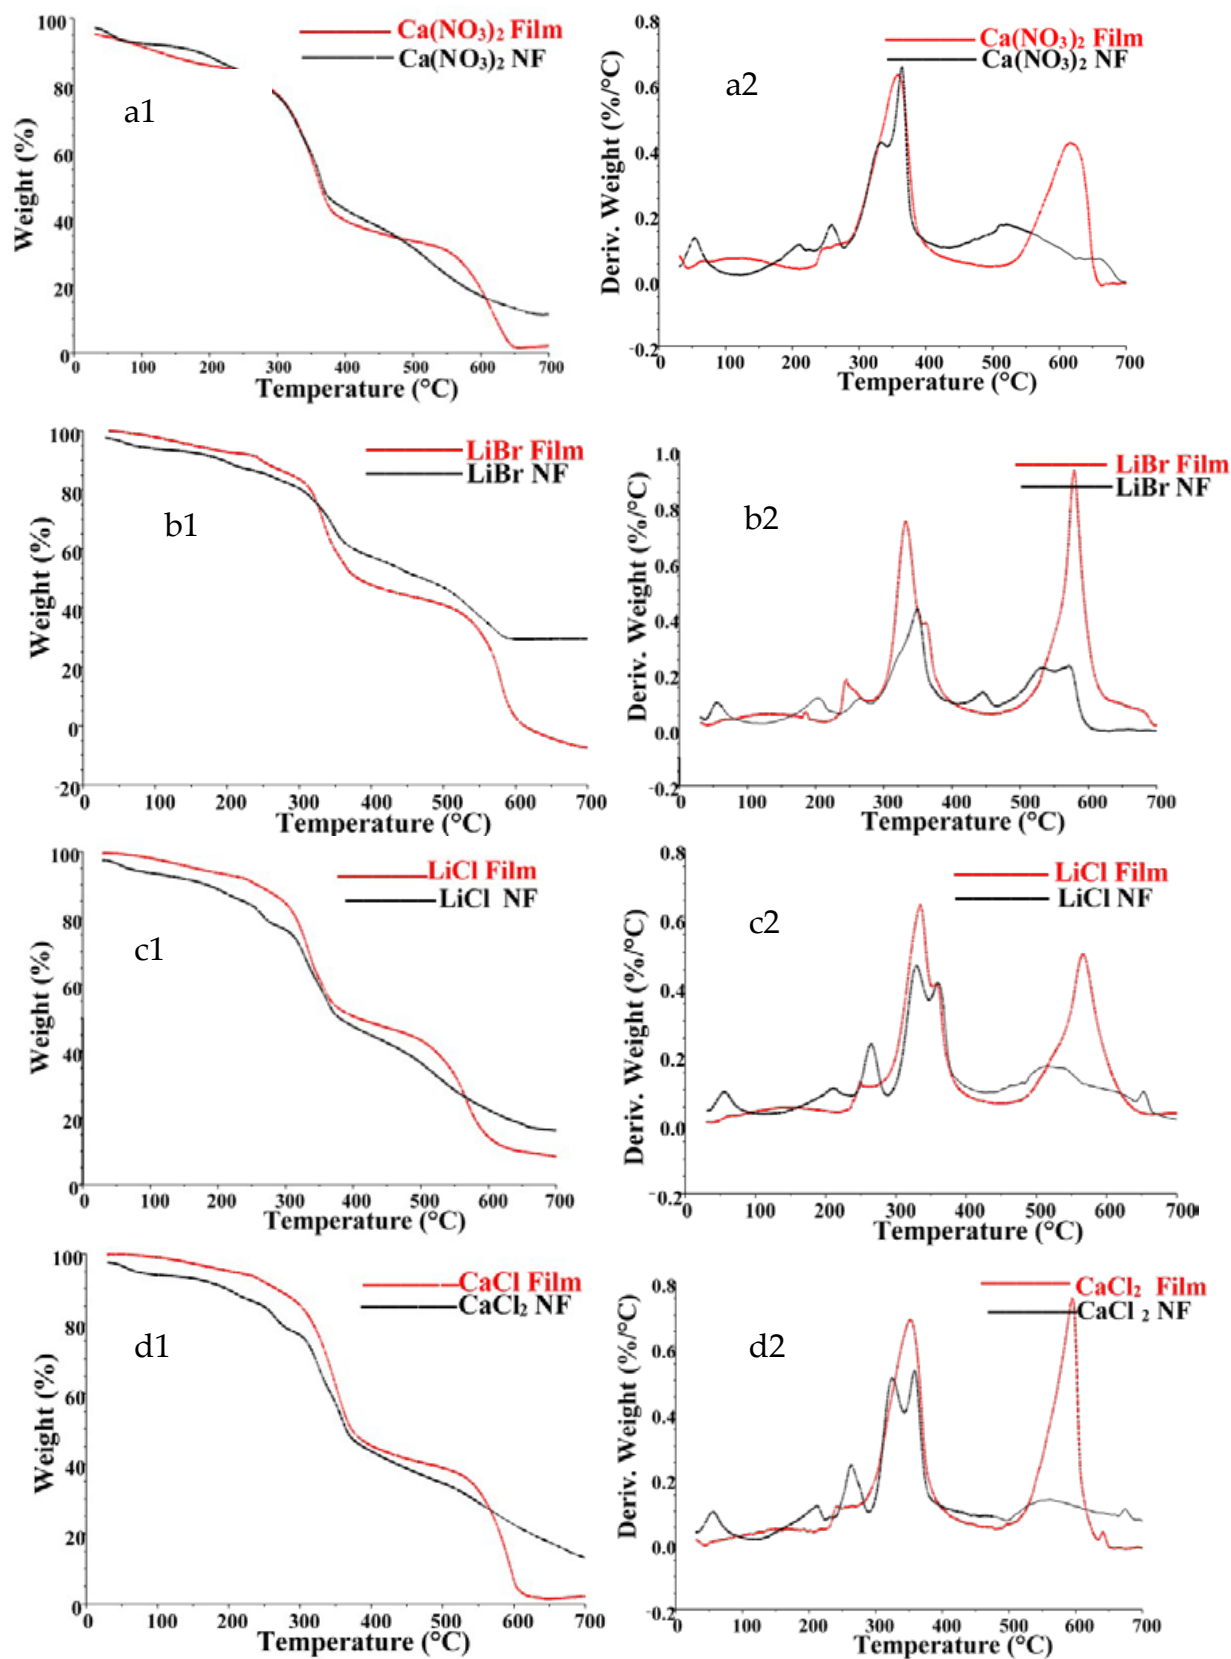 100
80
60
40
20
0
Weight (%)
Ca(NO₃)₂ Film
Ca(NO₃)₂ NF
a1
0 100 200 300 400 500 600 700
Temperature (°C)
0.8
0.6
0.4
0.2
0.0
-0.2
Deriv. Weight (%/°C)
Ca(NO₃)₂ Film
Ca(NO₃)₂ NF
a2
0 100 200 300 400 500 600 700
Temperature (°C)
100
80
60
40
20
0
-20
Weight (%)
LiBr Film
LiBr NF
b1
0 100 200 300 400 500 600 700
Temperature (°C)
1.0
0.8
0.6
0.4
0.2
0.0
-0.2
Deriv. Weight (%/°C)
LiBr Film
LiBr NF
b2
0 100 200 300 400 500 600 700
Temperature (°C)
100
80
60
40
20
0
Weight (%)
LiCl Film
LiCl NF
c1
0 100 200 300 400 500 600 700
Temperature (°C)
0.8
0.6
0.4
0.2
0.0
-0.2
Deriv. Weight (%/°C)
LiCl Film
LiCl NF
c2
0 100 200 300 400 500 600 700
Temperature (°C)
100
80
60
40
20
0
Weight (%)
CaCl Film
CaCl₂ NF
d1
0 100 200 300 400 500 600 700
Temperature (°C)
0.8
0.6
0.4
0.2
0.0
-0.2
Deriv. Weight (%/°C)
CaCl₂ Film
CaCl ₂ NF
d2
0 100 200 300 400 500 600 700
Temperature (°C)